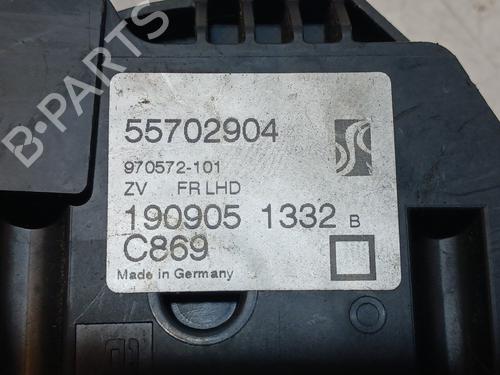 B-PARTS
55702904
970572-101
ZV FR LHD
190905 1332 B
C869
Made in Germany